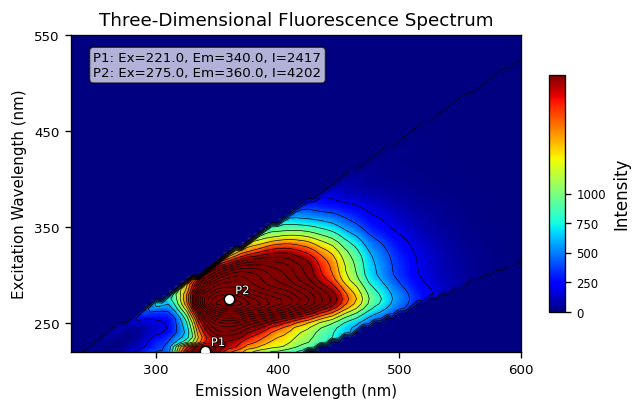 Three-Dimensional Fluorescence Spectrum
P1: Ex=221.0, Em=340.0, I=2417
P2: Ex=275.0, Em=360.0, I=4202
550
450
350
250
Excitation Wavelength (nm)
P2
P1
300
400
500
600
Emission Wavelength (nm)
1000
750
500
250
0
Intensity